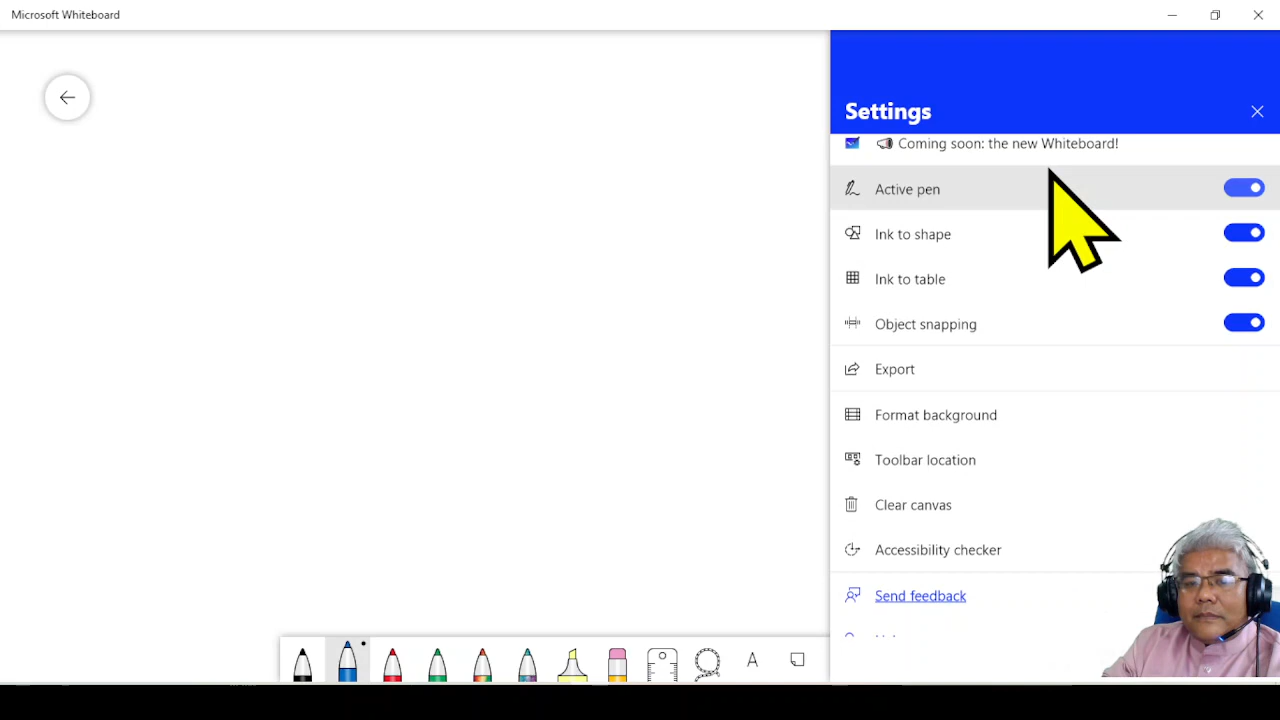 Microsoft Whiteboard
Settings
Coming soon: the new Whiteboard!
Active pen
Ink to shape
Ink to table
Object snapping
Export
Format background
Toolbar location
Clear canvas
Accessibility checker
Send feedback
A